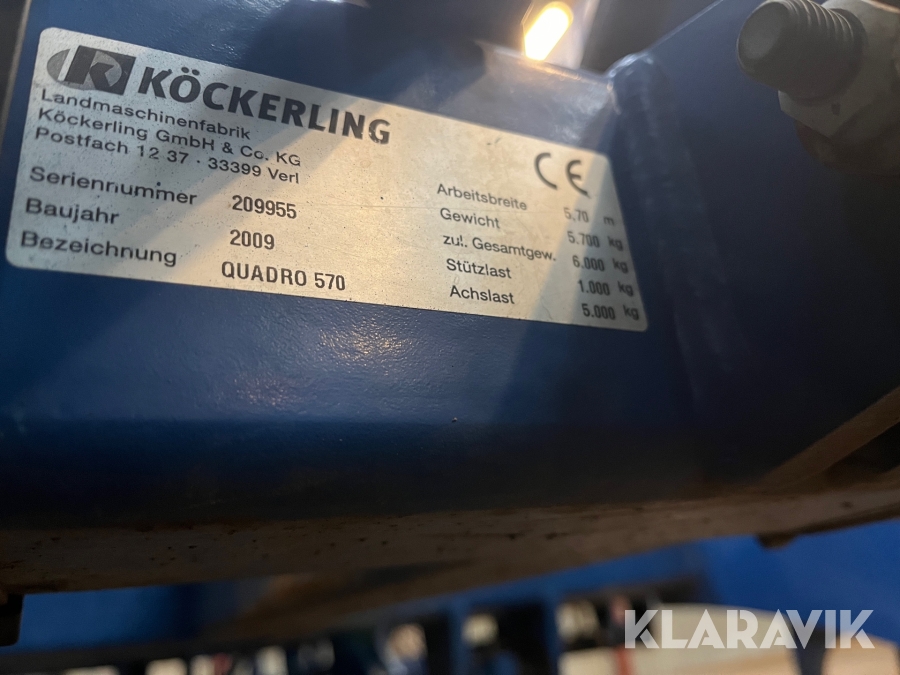 KÖCKERLING
Landmaschinenfabrik
Köckerling GmbH & Co. KG
Postfach 12 37 · 33399 Verl
Seriennummer 209955
Baujahr 2009
Bezeichnung QUADRO 570
CE
Arbeitsbreite 5,70 m
Gewicht 5.700 kg
zul. Gesamtgew. 6.000 kg
Stützlast 1.000 kg
Achslast 5.000 kg
KLARAVIK